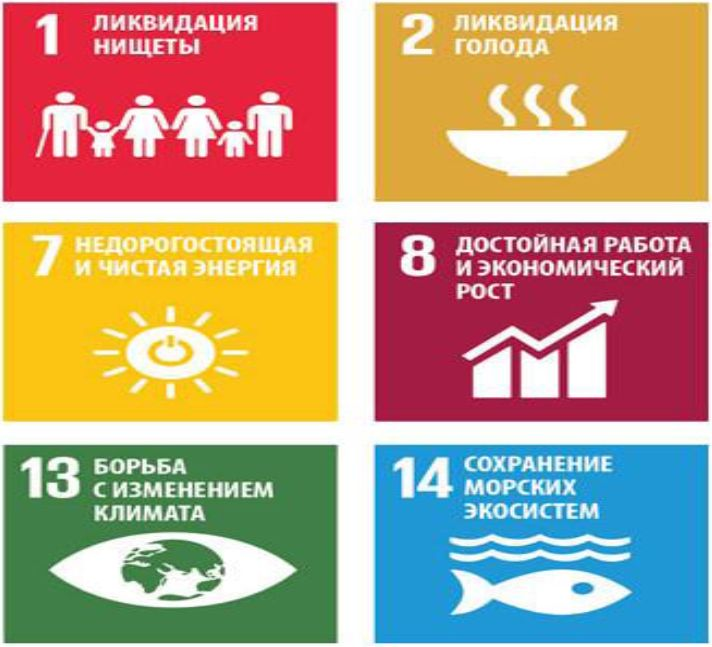 1 ЛИКВИДАЦИЯ
НИЩЕТЫ
2 ЛИКВИДАЦИЯ
ГОЛОДА
7 НЕДОРОГОСТОЯЩАЯ
И ЧИСТАЯ ЭНЕРГИЯ
8 ДОСТОЙНАЯ РАБОТА
И ЭКОНОМИЧЕСКИЙ
РОСТ
13 БОРЬБА
С ИЗМЕНЕНИЕМ
КЛИМАТА
14 СОХРАНЕНИЕ
МОРСКИХ
ЭКОСИСТЕМ